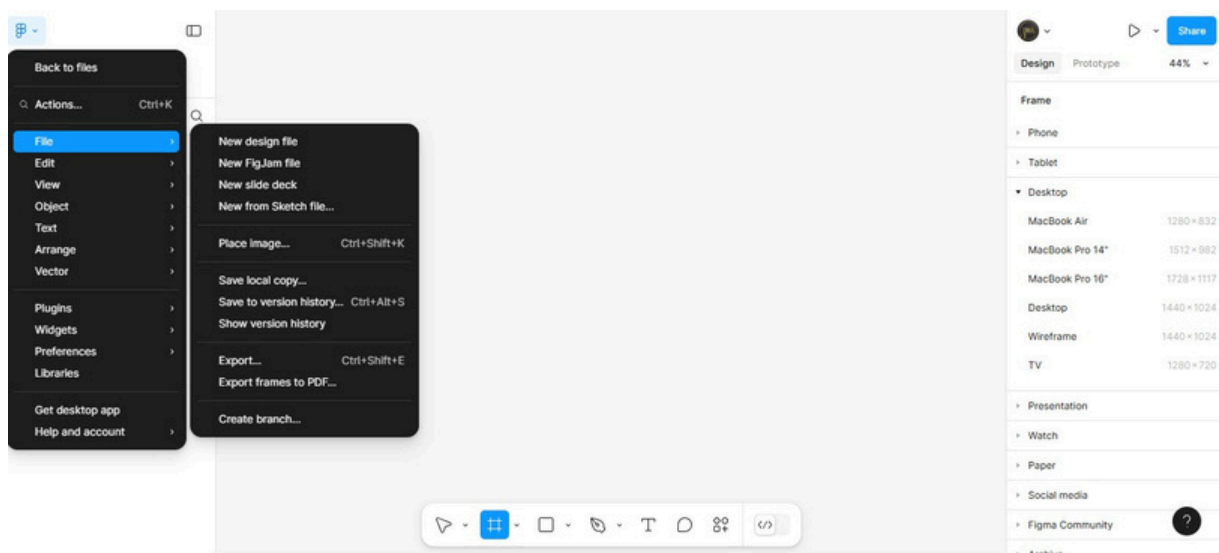 Share
Design Prototype 44%
Back to files
Actions... Ctrl+K
File
Edit
View
Object
Text
Arrange
Vector
Plugins
Widgets
Preferences
Libraries
Get desktop app
Help and account
New design file
New FigJam file
New slide deck
New from Sketch file...
Place image... Ctrl+Shift+K
Save local copy...
Save to version history... Ctrl+Alt+S
Show version history
Export... Ctrl+Shift+E
Export frames to PDF...
Create branch...
Frame
Phone
Tablet
Desktop
MacBook Air 1280×832
MacBook Pro 14" 1512×982
MacBook Pro 16" 1728×1117
Desktop 1440×1024
Wireframe 1440×1024
TV 1280×720
Presentation
Watch
Paper
Social media
Figma Community
?
T